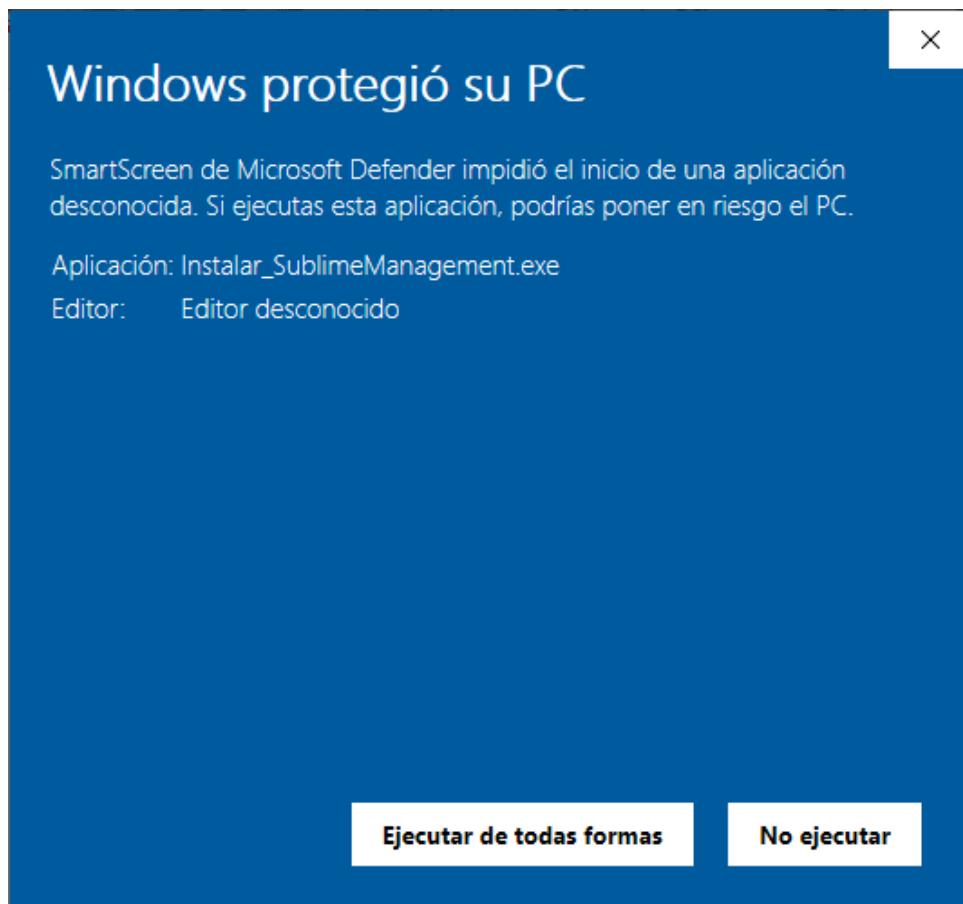 Windows protegió su PC
SmartScreen de Microsoft Defender impidió el inicio de una aplicación
desconocida. Si ejecutas esta aplicación, podrías poner en riesgo el PC.
Aplicación: Instalar_SublimeManagement.exe
Editor: Editor desconocido
Ejecutar de todas formas
No ejecutar